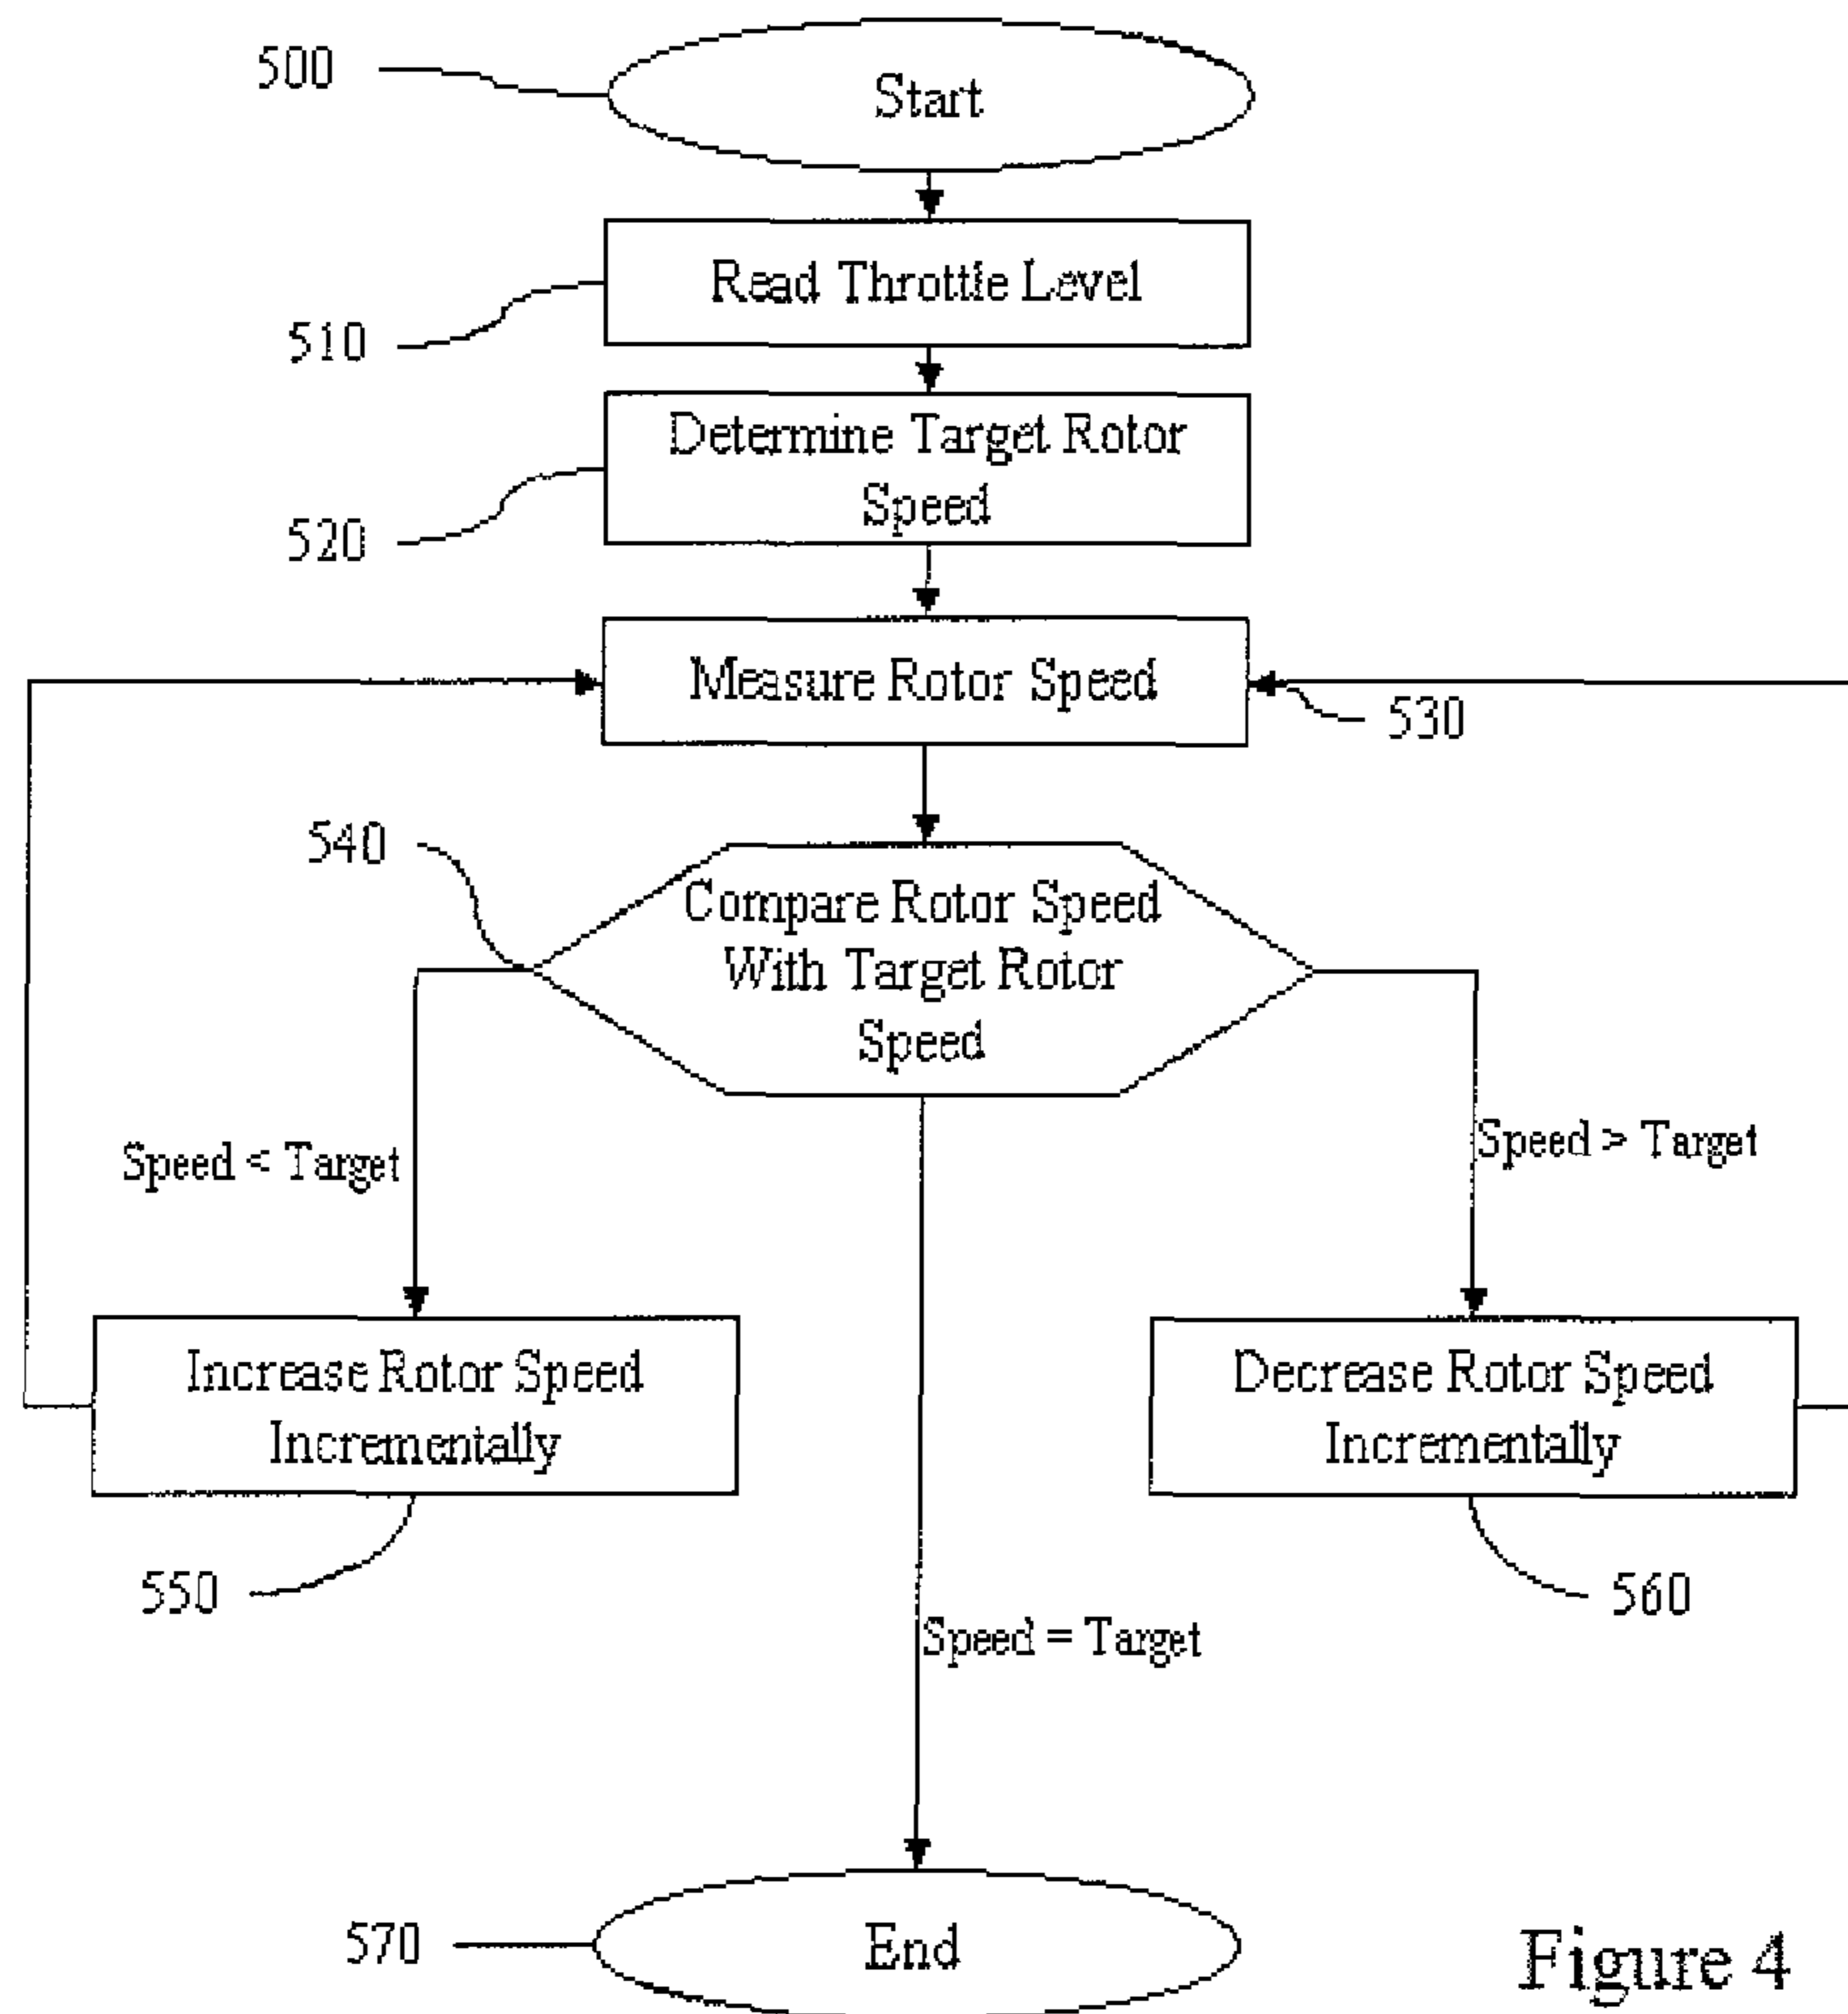 500
Start
Read Throttle Level
510
Determine Target Rotor
Speed
520
Measure Rotor Speed
530
540
Compare Rotor Speed
With Target Rotor
Speed
Speed < Target
Speed > Target
Increase Rotor Speed
Incrementally
Decrease Rotor Speed
Incrementally
550
560
Speed = Target
570
End
Figure 4